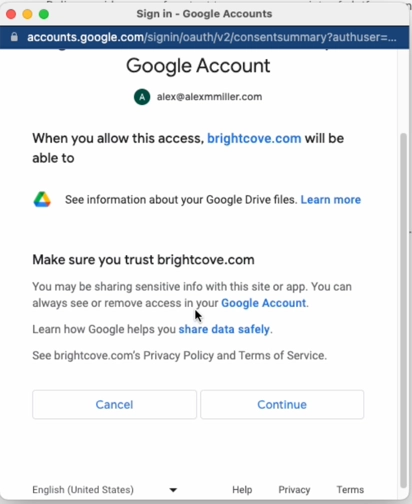 Sign in - Google Accounts
accounts.google.com/signin/oauth/v2/consentsummary?authuser=...
Google Account
A alex@alexmmiller.com
When you allow this access, brightcove.com will be
able to
See information about your Google Drive files. Learn more
Make sure you trust brightcove.com
You may be sharing sensitive info with this site or app. You can
always see or remove access in your Google Account.
Learn how Google helps you share data safely.
See brightcove.com's Privacy Policy and Terms of Service.
Cancel Continue
English (United States) Help Privacy Terms